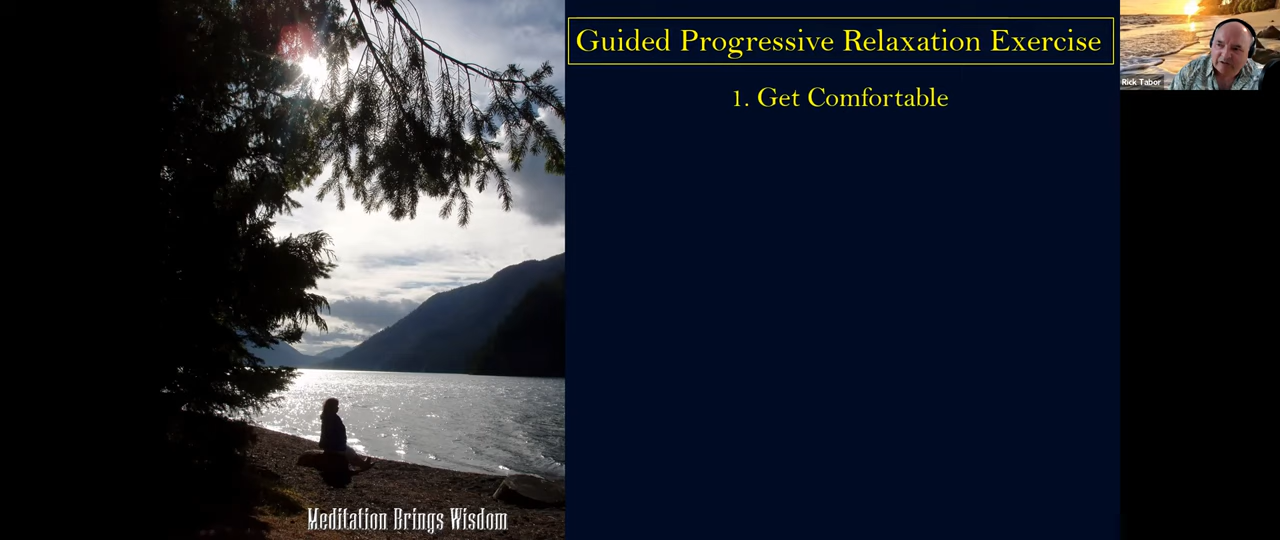 Guided Progressive Relaxation Exercise
1. Get Comfortable
Rick Tabor
Meditation Brings Wisdom